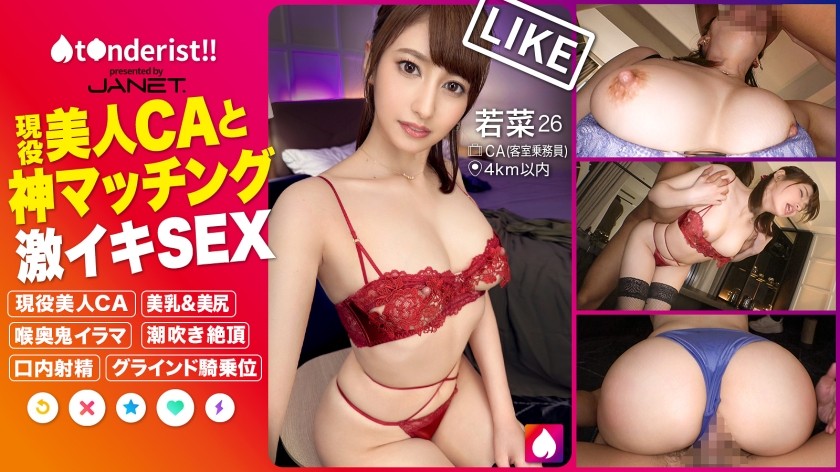 tonderist!!
presented by
JANET.
現役美人CAと
神マッチング
激イキSEX
現役美人CA
美乳&美尻
喉奥鬼イラマ
潮吹き絶頂
口内射精
グラインド騎乗位
LIKE
若菜26
CA(客室乗務員)
4km以内